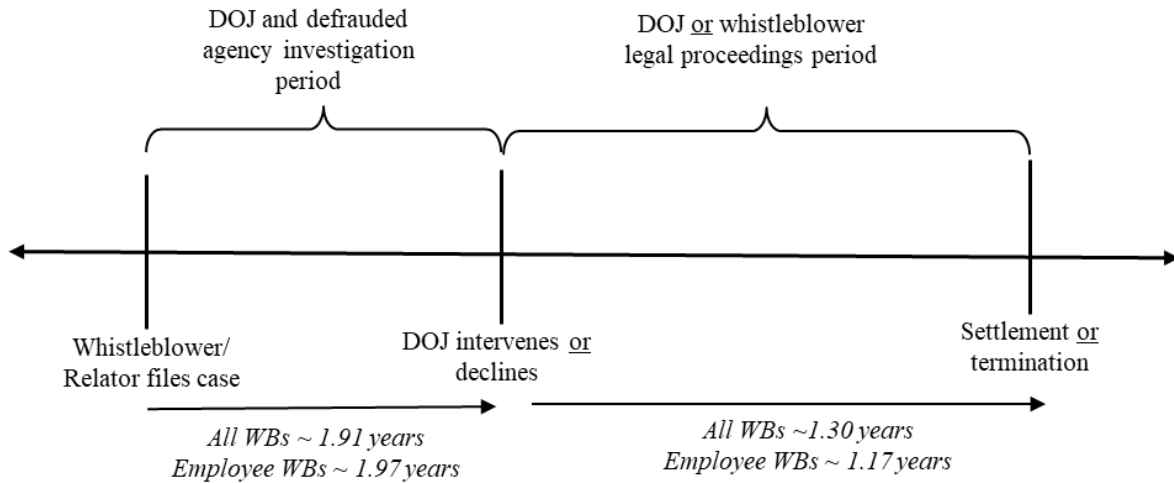 DOJ and defrauded
agency investigation
period
DOJ or whistleblower
legal proceedings period
Whistleblower/
Relator files case
DOJ intervenes or
declines
Settlement or
termination
All WBs ~ 1.91 years
Employee WBs ~ 1.97 years
All WBs ~1.30 years
Employee WBs ~ 1.17 years